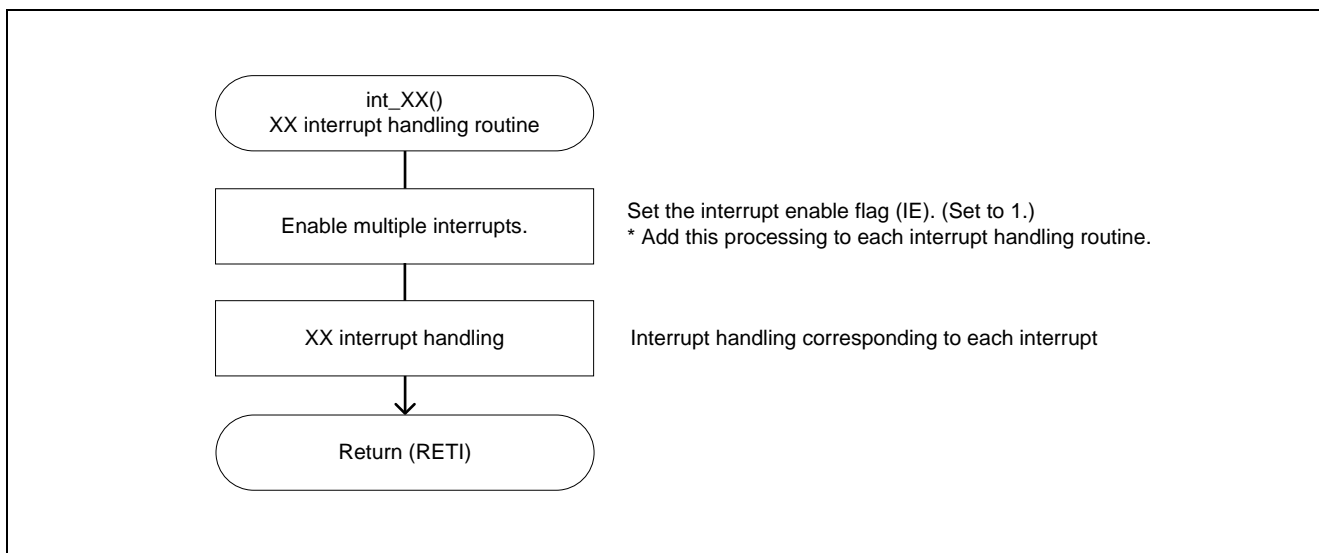 int_XX()
XX interrupt handling routine
Enable multiple interrupts.
Set the interrupt enable flag (IE). (Set to 1.)
* Add this processing to each interrupt handling routine.
XX interrupt handling
Interrupt handling corresponding to each interrupt
Return (RETI)